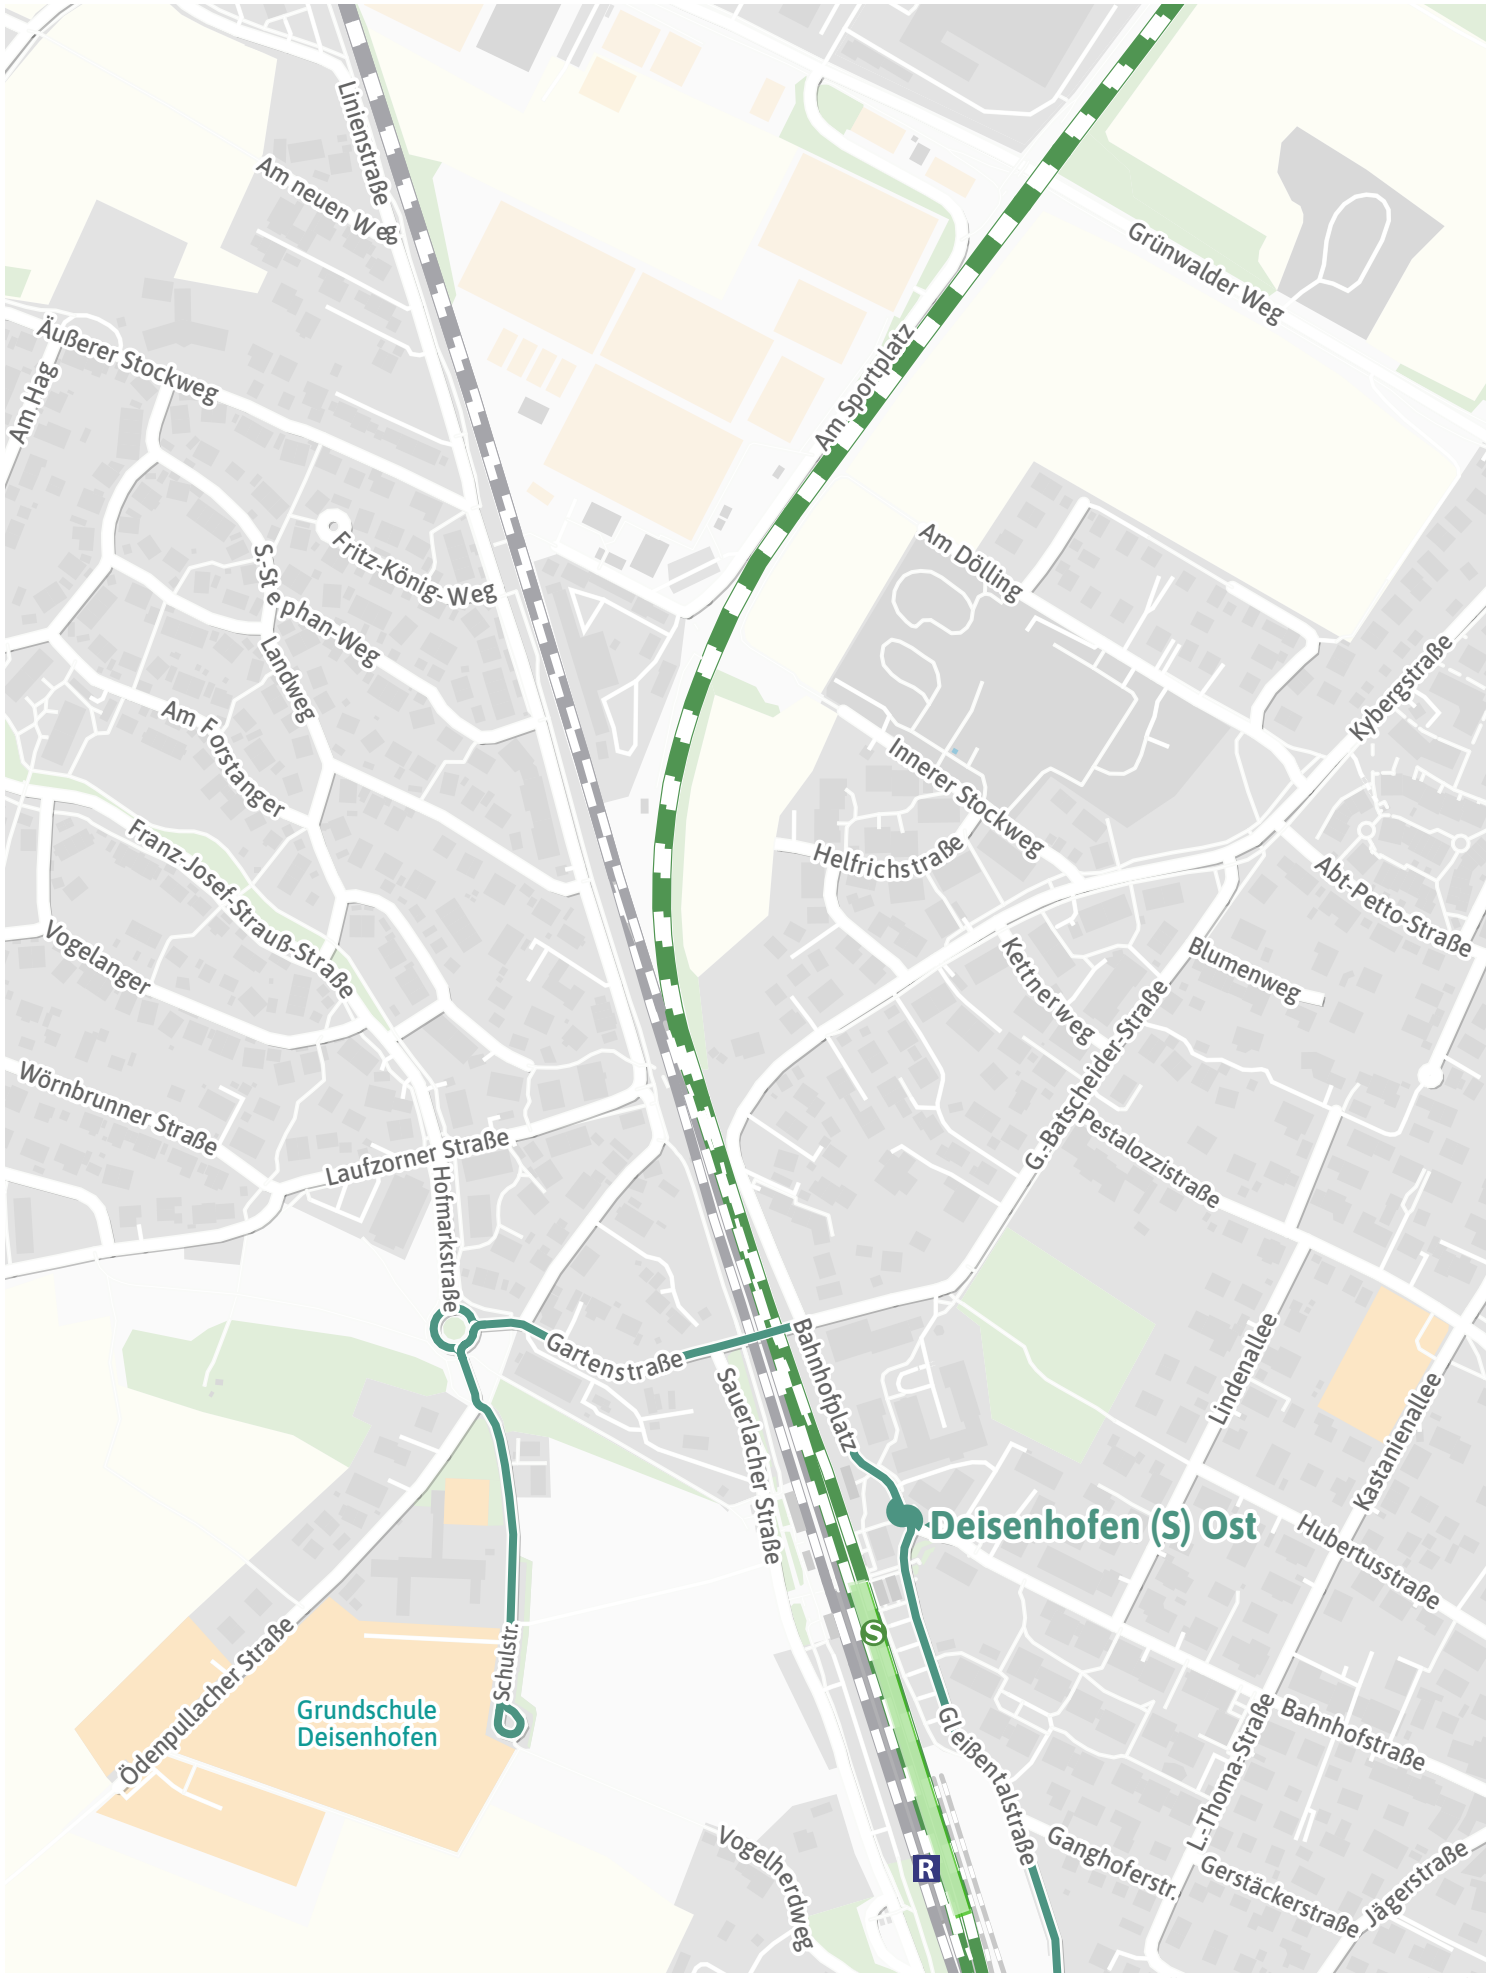 Linienstraße
Am neuen Weg
Grünwalder Weg
Äußerer Stockweg
Am Hag
Am Sportplatz
Fritz-König-Weg
S.-Stephan-Weg
Am Dölling
Landweg
Kybergstraße
Am Forstanger
Innerer Stockweg
Helfrichstraße
Franz-Josef-Strauß-Straße
Abt-Petto-Straße
Vogelanger
Kettnerweg
Blumenweg
G.-Batscheider-Straße
Wörnbrunner Straße
Pestalozzistraße
Laufzorner Straße
Hofmarkstraße
Gartenstraße
Bahnhofplatz
Sauerlacher Straße
Lindenallee
Kastanienallee
Deisenhofen (S) Ost
Hubertusstraße
S
Schulstr.
Ödenpullacher Straße
Grundschule
Deisenhofen
Gleißentalstraße
Bahnhofstraße
L.-Thoma-Straße
Vogelherdweg
R
Ganghoferstr.
Gerstäckerstraße
Jägerstraße